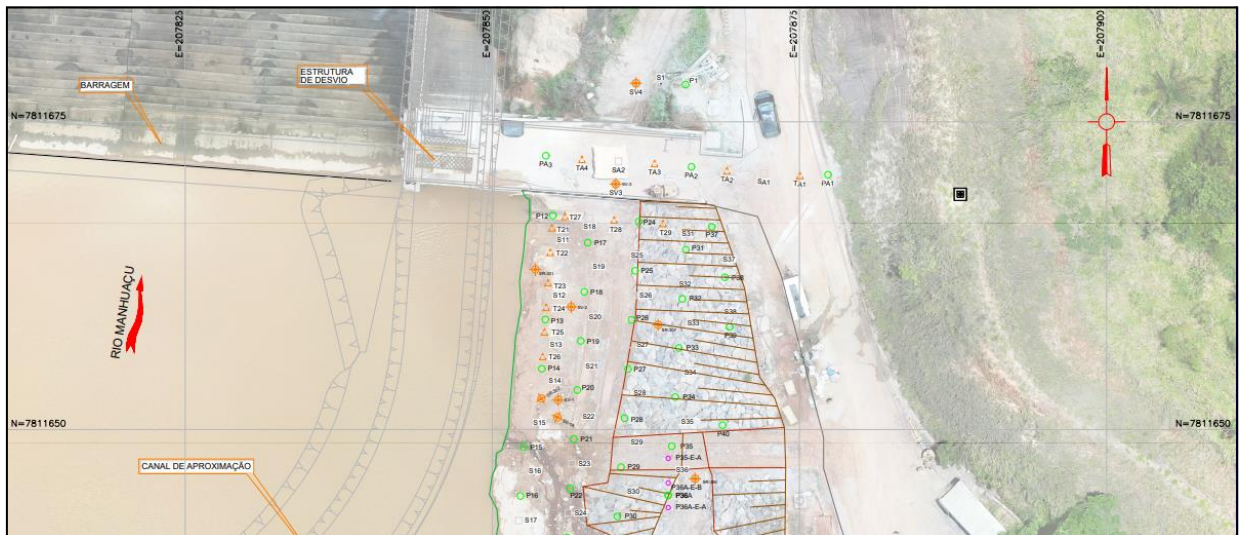 E=207825
E=207850
E=207875
E=207900
BARRAGEM
ESTRUTURA
DE DESVIO
N=7811675
N=7811675
SV4
S1
P1
PA3
TA4
SA2
TA3
PA2
TA2
SA1
TA1
PA1
SV3
P12
T27
T21
S18
T28
P24
T29
S31
P37
S11
P17
T22
S25
P31
S19
P25
S37
T23
S32
S12
P18
S26
P32
T24
S20
S38
P13
S33
T25
P19
S27
P33
S13
T26
S21
S34
P14
P27
S14
P20
S28
P34
S15
S22
P28
S35
P40
RIO MANHUAÇU
N=7811650
N=7811650
P21
S29
P35
P15
P35-E-A
S16
S23
P29
S36
CANAL DE APROXIMAÇÃO
P36A-E-B
P16
P22
S30
P36A-E-A
S17
S24
P30